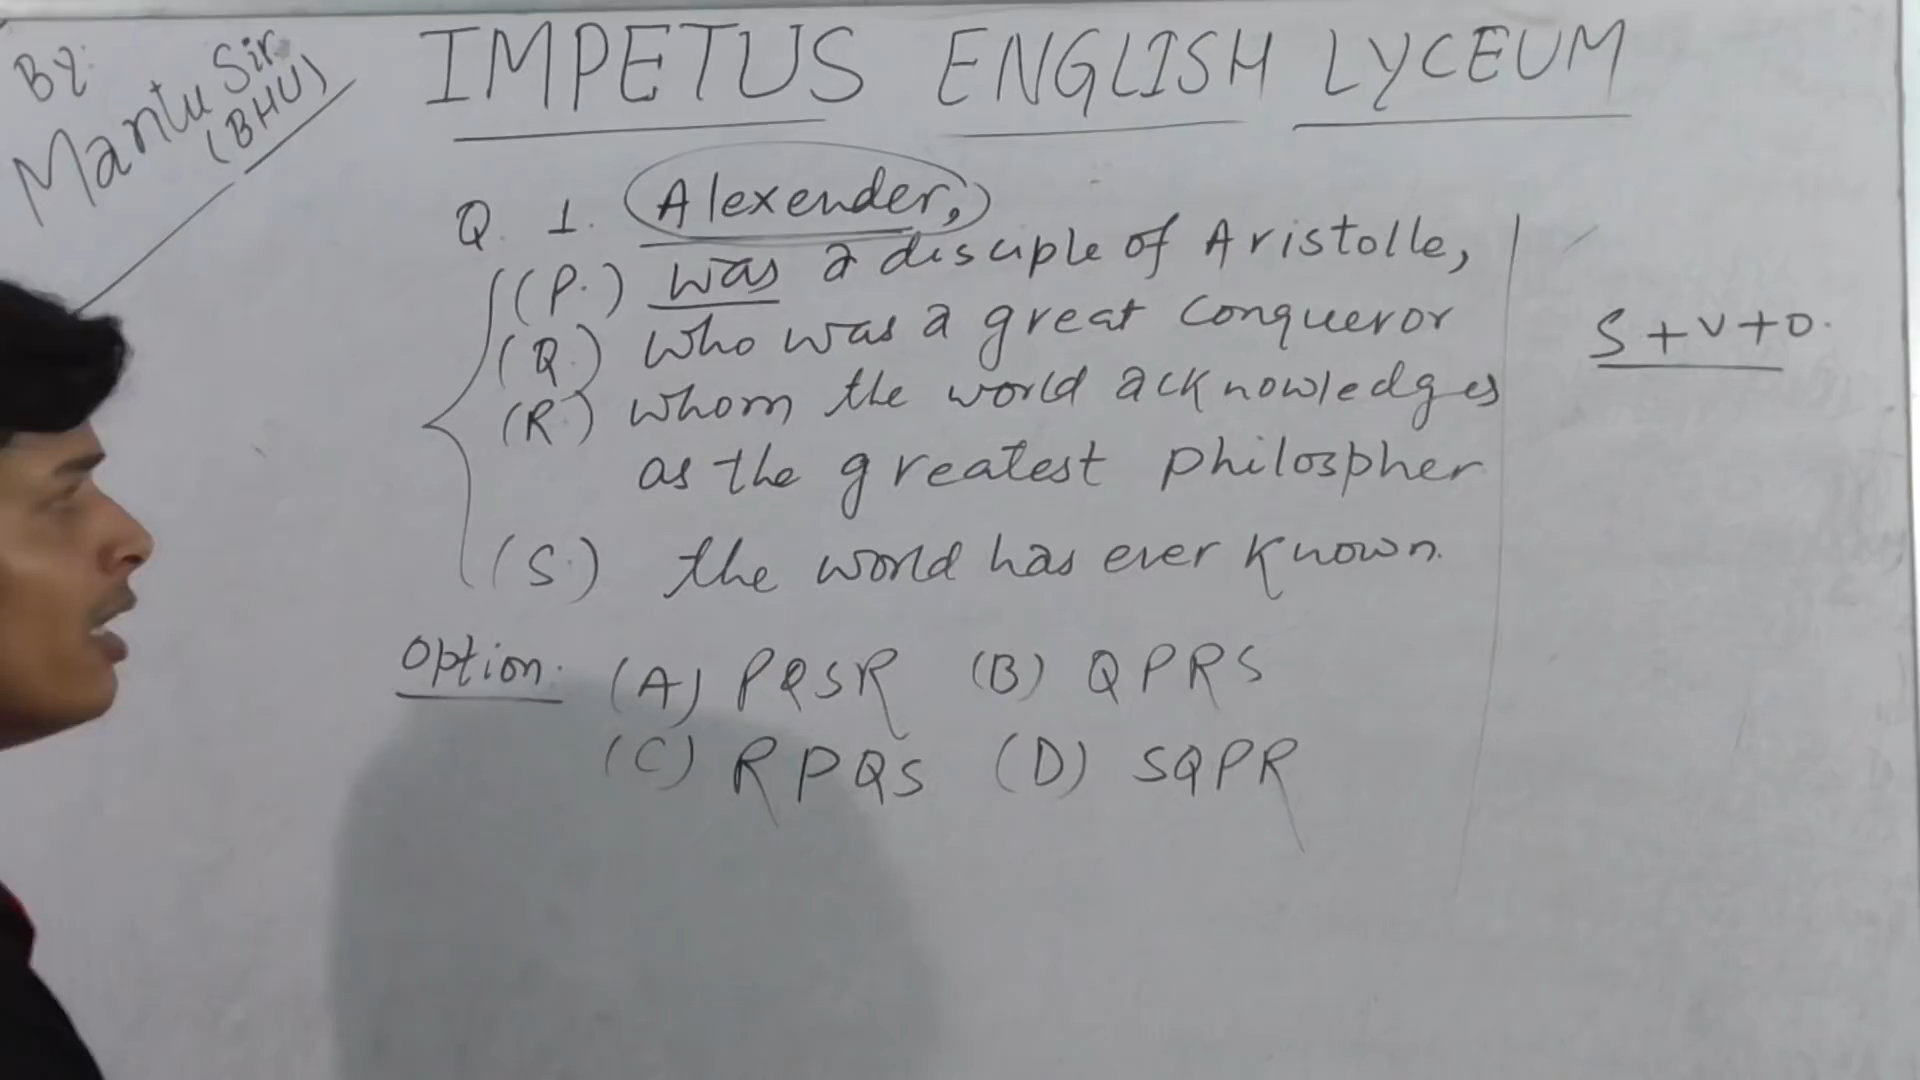 By:
Mantu Sir
(BHU)
IMPETUS ENGLISH LYCEUM
Q. 1. Alexender,
(P.) was a disciple of Aristolle,
(Q.) who was a great conqueror
(R.) whom the world acknowledges
as the greatest philospher
(S.) the world has ever known.
S+V+O.
Option: (A) PQSR (B) QPRS
(C) RPQS (D) SQPR